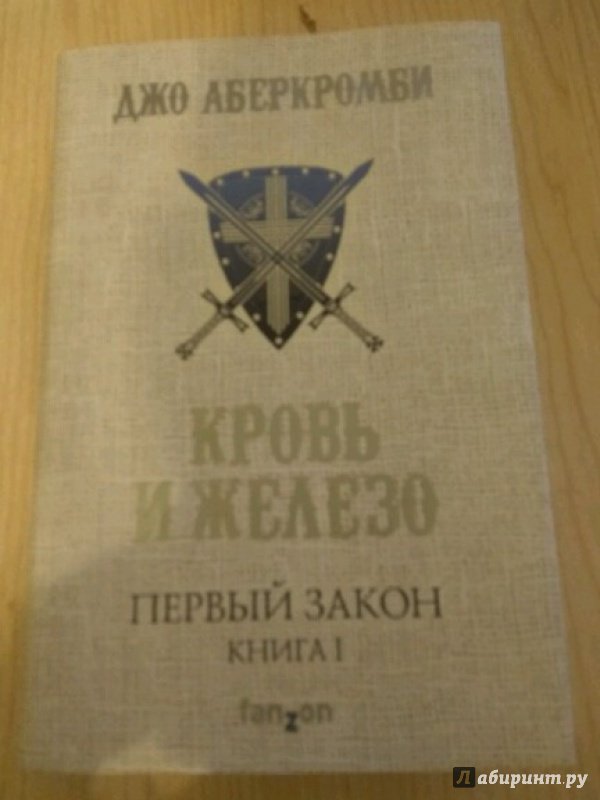 ДЖО АБЕРКРОМБИ
КРОВЬ
И ЖЕЛЕЗО
ПЕРВЫЙ ЗАКОН
КНИГА I
fanzon
Лабиринт.ру